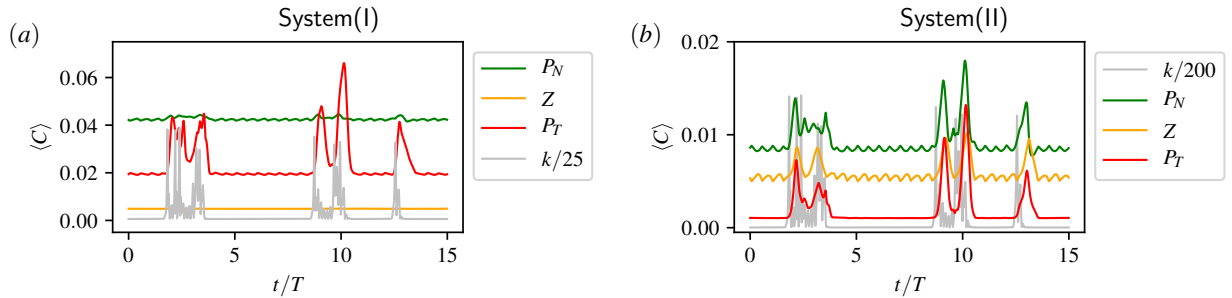 System(I)
(a)
⟨C⟩
0.06
0.04
0.02
0.00
0
5
10
15
t/T
P_N
Z
P_T
k/25
System(II)
(b)
⟨C⟩
0.02
0.01
0.00
0
5
10
15
t/T
k/200
P_N
Z
P_T